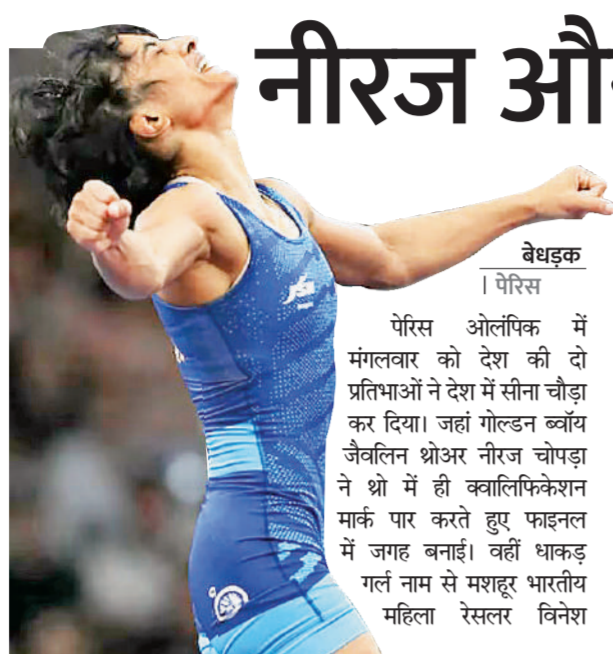 नीरज
बेधड़क
| पेरिस
पेरिस ओलंपिक में
मंगलवार को देश की दो
प्रतिभाओं ने देश में सीना चौड़ा
कर दिया। जहां गोल्डन ब्वॉय
जैवलिन थ्रोअर नीरज चोपड़ा
ने थ्रो में ही क्वालिफिकेशन
मार्क पार करते हुए फाइनल
में जगह बनाई। वहीं धाकड़
गर्ल नाम से मशहूर भारतीय
महिला रेसलर विनेश